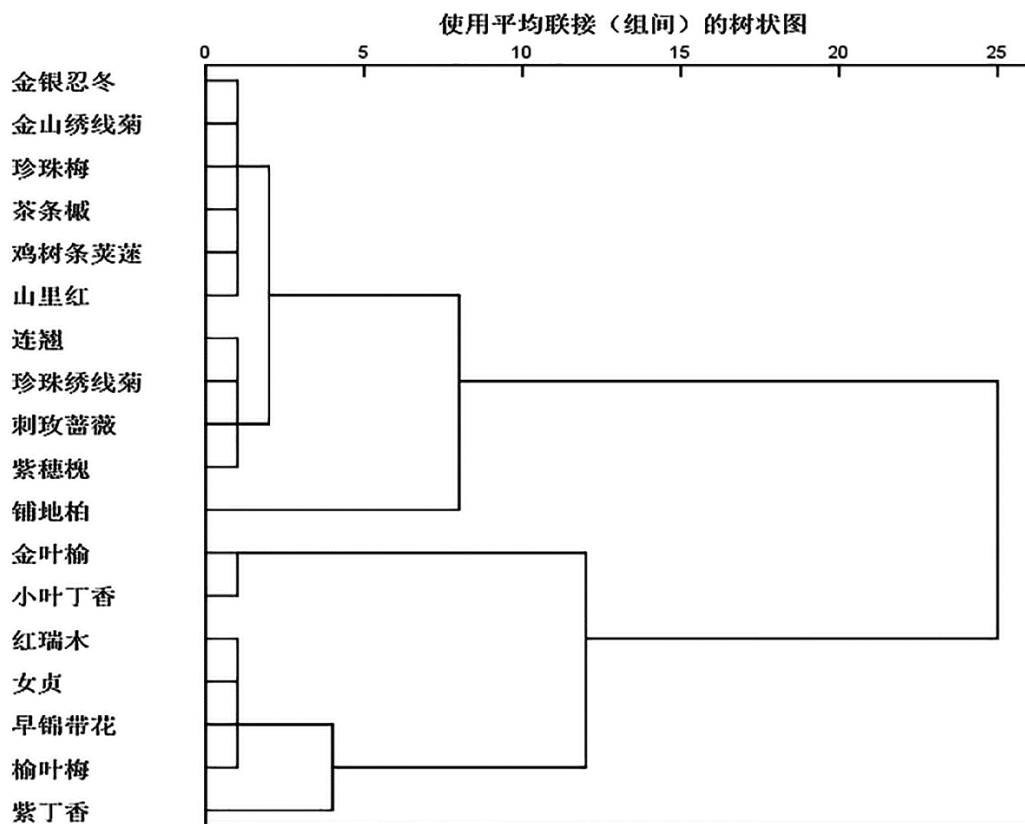 使用平均联接（组间）的树状图
0 5 10 15 20 25
金银忍冬
金山绣线菊
珍珠梅
茶条槭
鸡树条荚蒾
山里红
连翘
珍珠绣线菊
刺玫蔷薇
紫穗槐
铺地柏
金叶榆
小叶丁香
红瑞木
女贞
早锦带花
榆叶梅
紫丁香